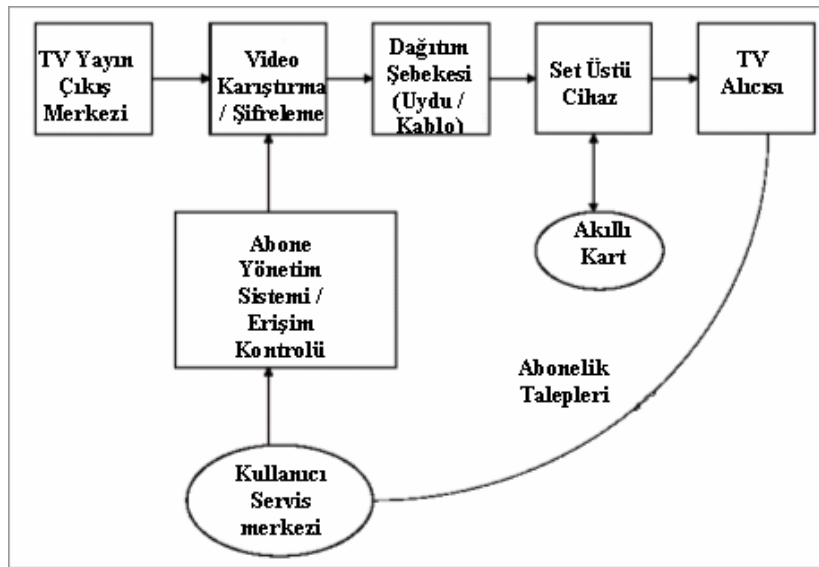 TV Yayın
Çıkış
Merkezi
Video
Karıştırma
/ Şifreleme
Dağıtım
Şebekesi
(Uydu /
Kablo)
Set Üstü
Cihaz
TV
Alıcısı
Akıllı
Kart
Abone
Yönetim
Sistemi /
Erişim
Kontrolü
Abonelik
Talepleri
Kullanıcı
Servis
merkezi